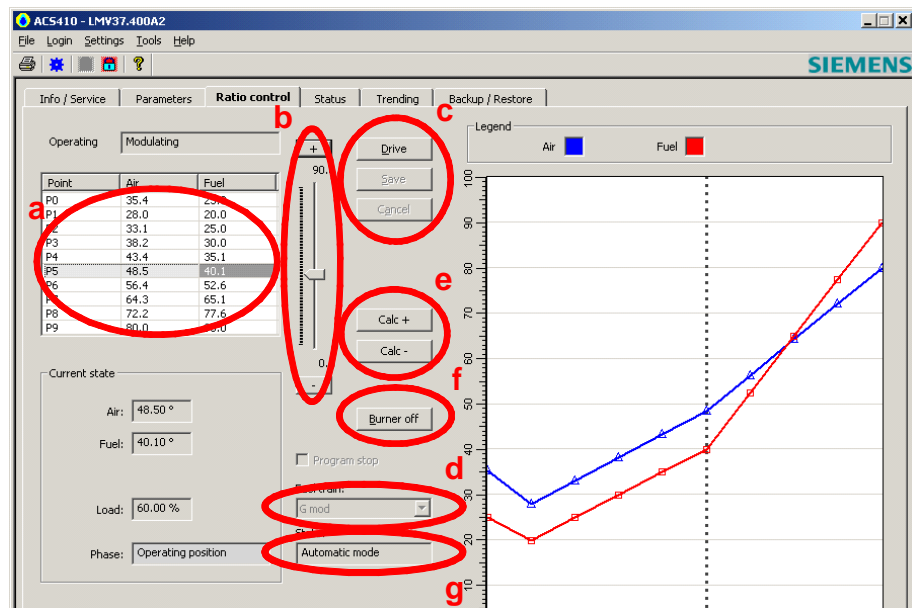 ACS410 - LMV37.400A2
File Login Settings Tools Help
SIEMENS
Info / Service Parameters Ratio control Status Trending Backup / Restore
b
c
Legend
Air Fuel
Operating Modulating
+
90.
Drive
Save
Cancel
a
Point Air Fuel
P0 35.4
P1 28.0 20.0
33.1 25.0
P3 38.2 30.0
P4 43.4 35.1
P5 48.5 40.1
P6 56.4 52.6
64.3 65.1
P8 72.2 77.6
P9 80.0
e
Calc +
Calc -
0.
-
f
Burner off
Current state
Air: 48.50 °
Fuel: 40.10 °
Load: 60.00 %
Phase: Operating position
Program stop
d
G mod
Automatic mode
g
100
90
80
70
60
50
40
30
20
10